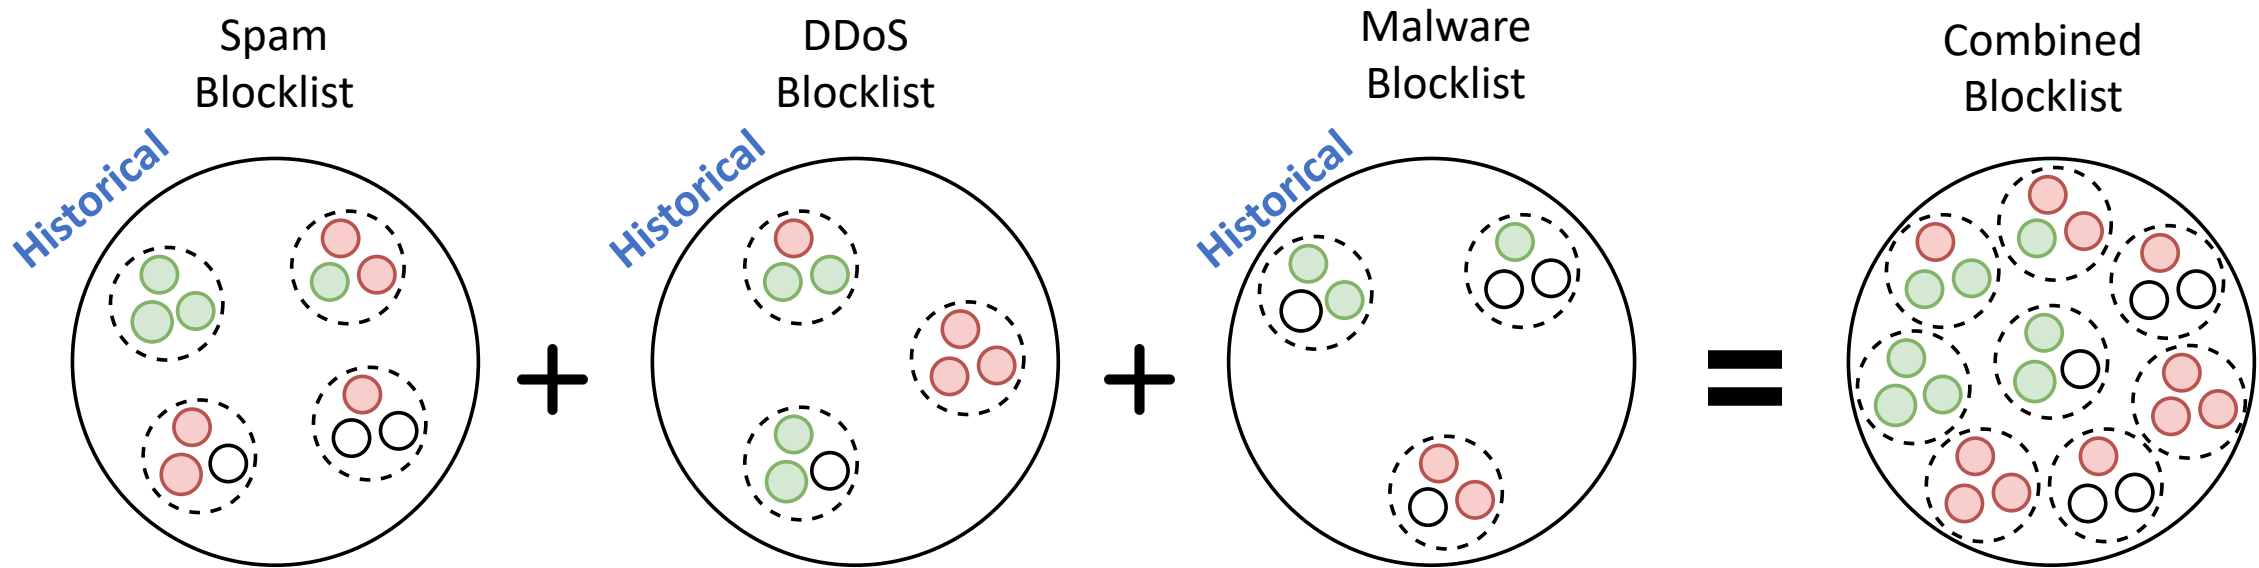 Spam
Blocklist
DDoS
Blocklist
Malware
Blocklist
Combined
Blocklist
Historical
Historical
Historical
+
+
=